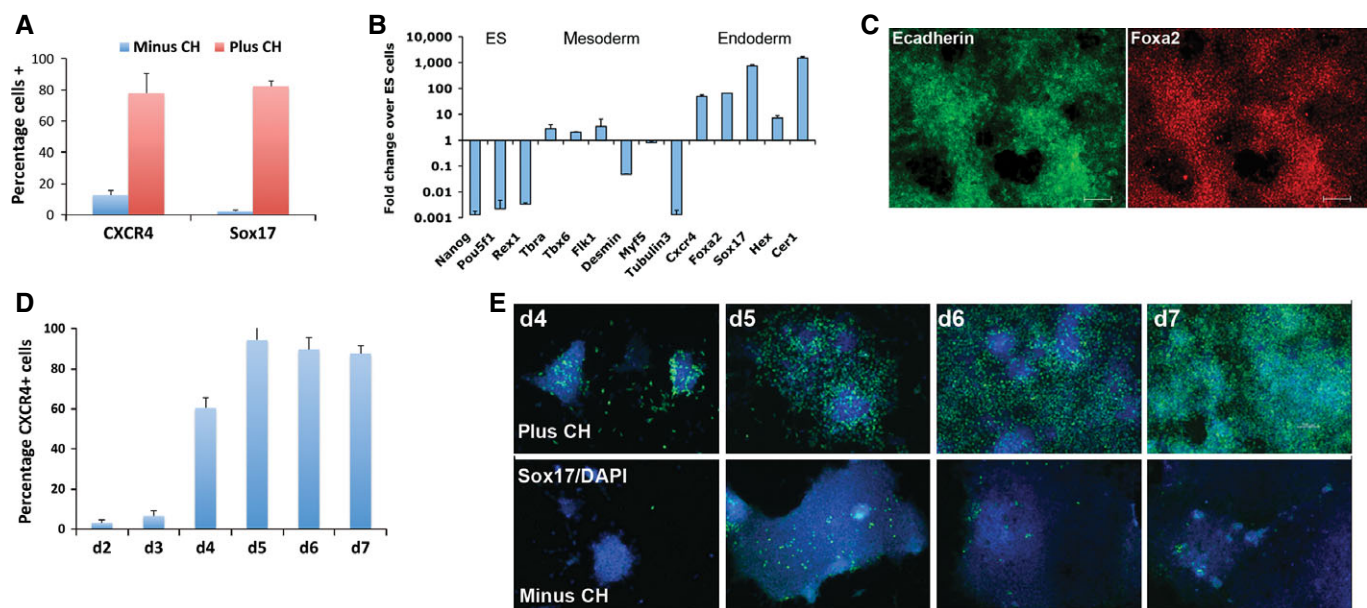 A
Minus CH Plus CH
Percentage cells +
100
80
60
40
20
0
CXCR4 Sox17
B
ES Mesoderm Endoderm
Fold change over ES cells
10,000
1,000
100
10
1
0.1
0.01
0.001
Nanog
Pou5f1
Rex1
Tbra
Tbx6
Flk1
Desmin
Myf5
Tubulin3
Cxcr4
Foxa2
Sox17
Hex
Cer1
C
Ecadherin
Foxa2
D
Percentage CXCR4+ cells
100
80
60
40
20
0
d2 d3 d4 d5 d6 d7
E
d4 d5 d6 d7
Plus CH
Sox17/DAPI
Minus CH